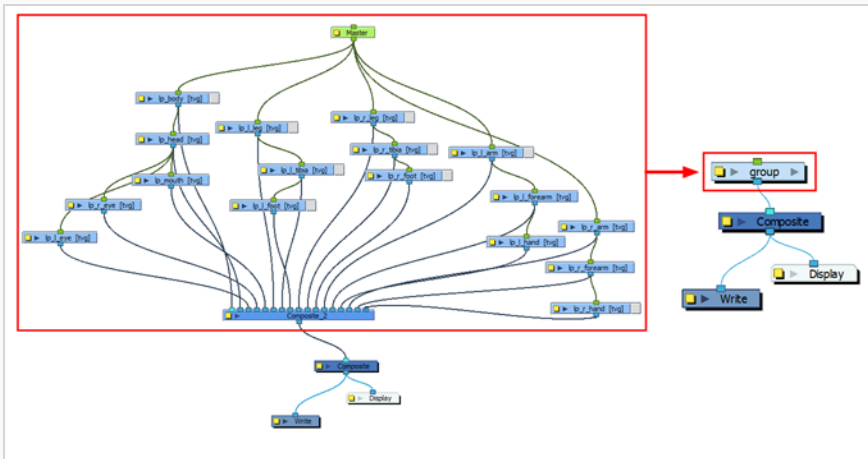 Master
lp_body [tvg]
lp_l_leg [tvg]
lp_r_leg [tvg]
lp_head [tvg]
lp_r_tibia [tvg]
lp_l_arm [tvg]
group
lp_mouth [tvg]
lp_l_tibia [tvg]
lp_r_foot [tvg]
lp_r_eye [tvg]
lp_l_foot [tvg]
lp_l_forearm [tvg]
lp_r_arm [tvg]
Composite
lp_l_eye [tvg]
lp_l_hand [tvg]
lp_r_forearm [tvg]
Display
Write
lp_r_hand [tvg]
Composite_2
Composite
Display
Write